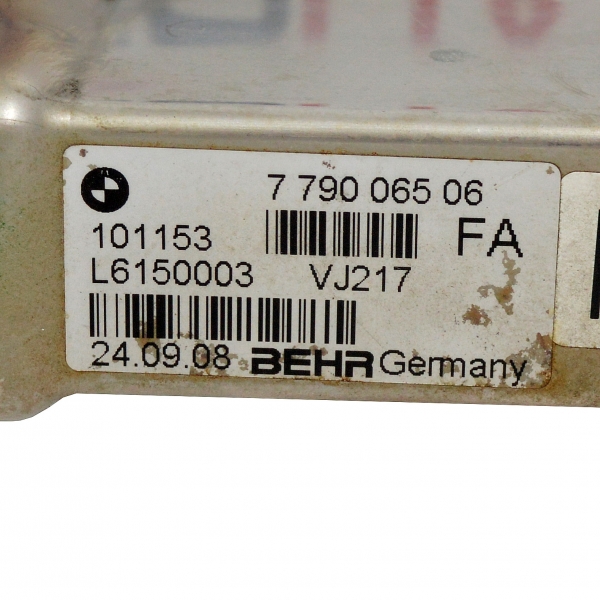 7 790 065 06
101153
FA
L6150003 VJ217
24.09.08 BEHR Germany